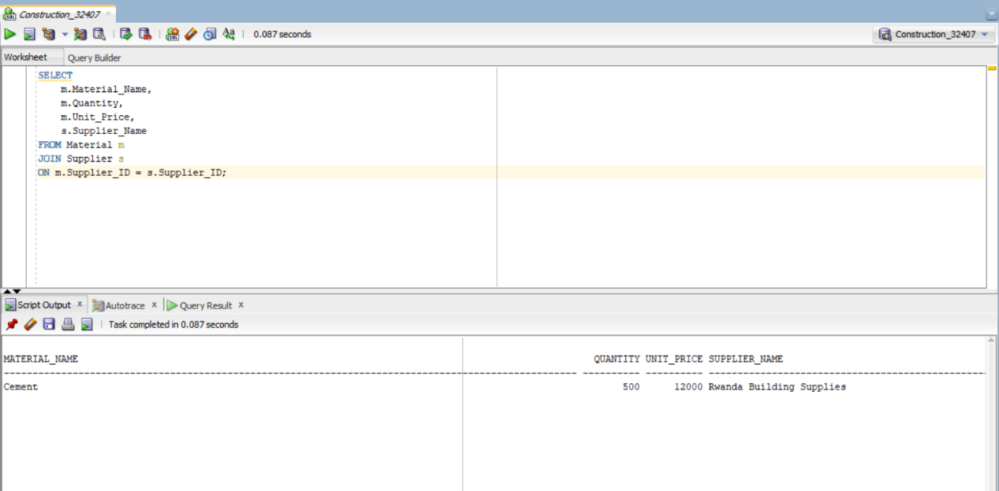 Construction_32407
0.087 seconds
Construction_32407
Worksheet
Query Builder
SELECT
m.Material_Name,
m.Quantity,
m.Unit_Price,
s.Supplier_Name
FROM Material m
JOIN Supplier s
ON m.Supplier_ID = s.Supplier_ID;
Script Output x
Autotrace x
Query Result x
Task completed in 0.087 seconds
MATERIAL_NAME QUANTITY UNIT_PRICE SUPPLIER_NAME
Cement 500 12000 Rwanda Building Supplies